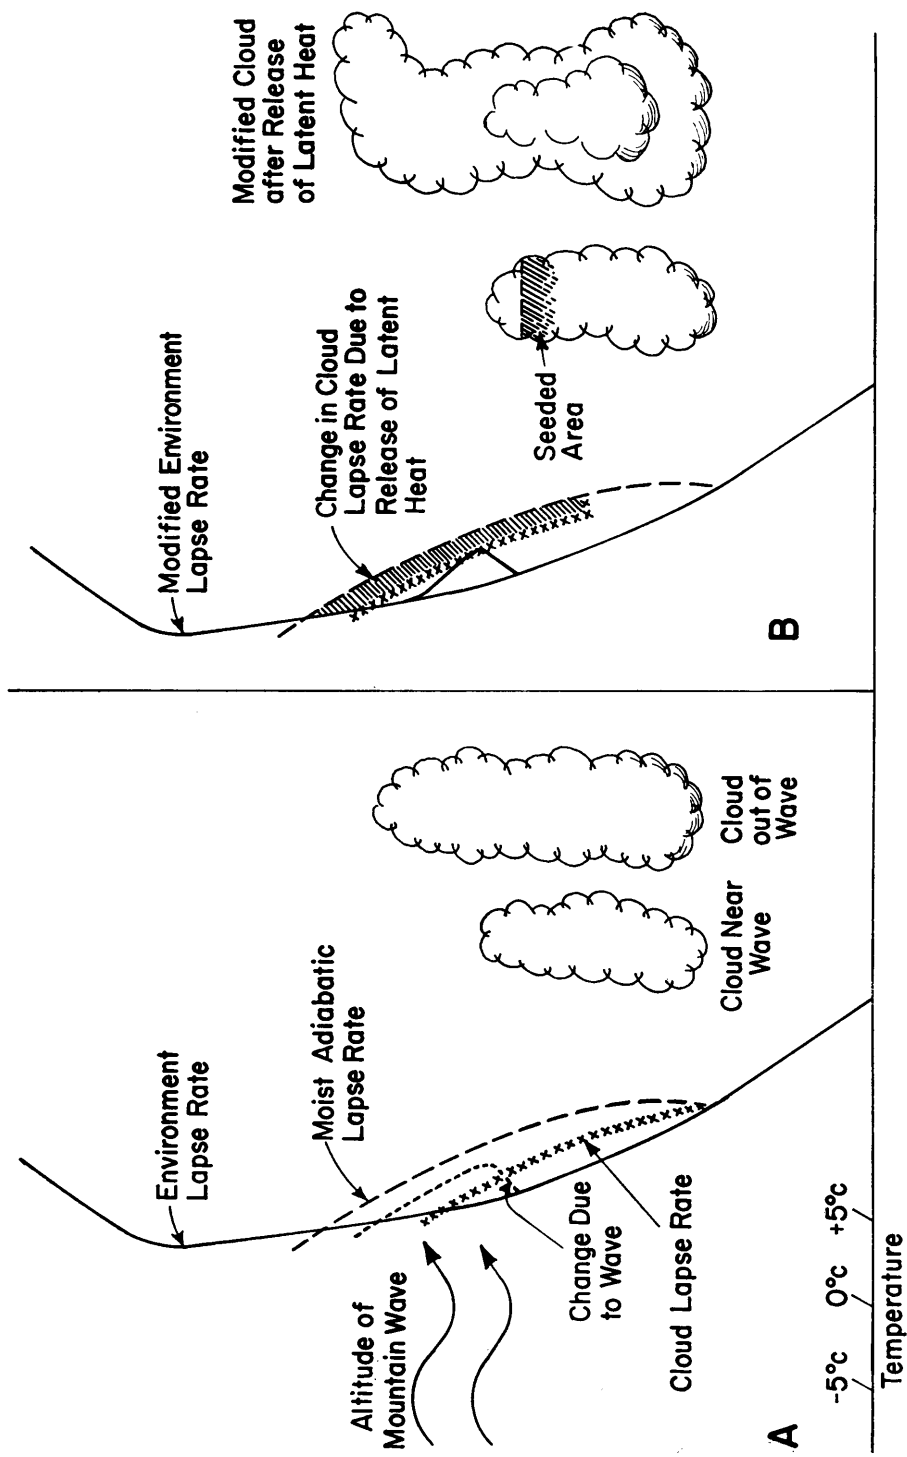 Environment
Lapse Rate
Moist Adiabatic
Lapse Rate
Altitude of
Mountain Wave
Change Due
to Wave
Cloud Lapse Rate
Cloud Near
Wave
Cloud
out of
Wave
A
-5°c
0°c
+5°c
Temperature
Modified Environment
Lapse Rate
Change in Cloud
Lapse Rate Due to
Release of Latent
Heat
Seeded
Area
Modified Cloud
after Release
of Latent Heat
B